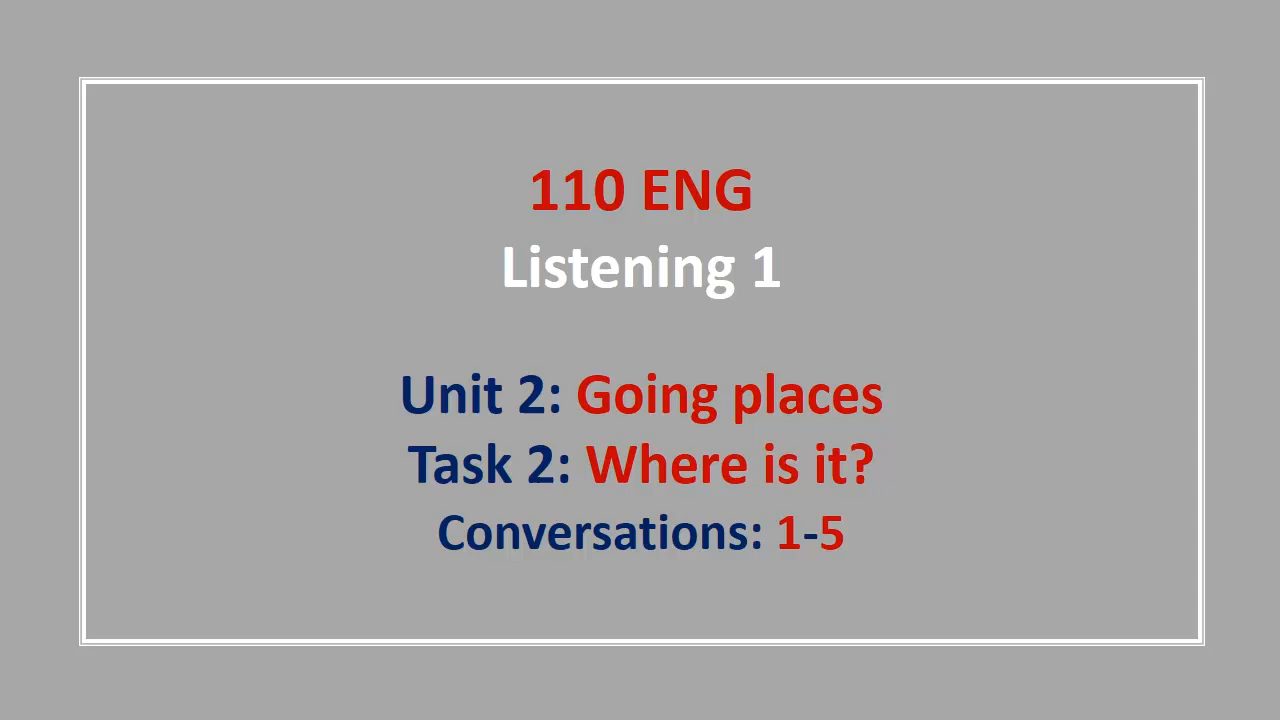 110 ENG
Listening 1
Unit 2: Going places
Task 2: Where is it?
Conversations: 1-5